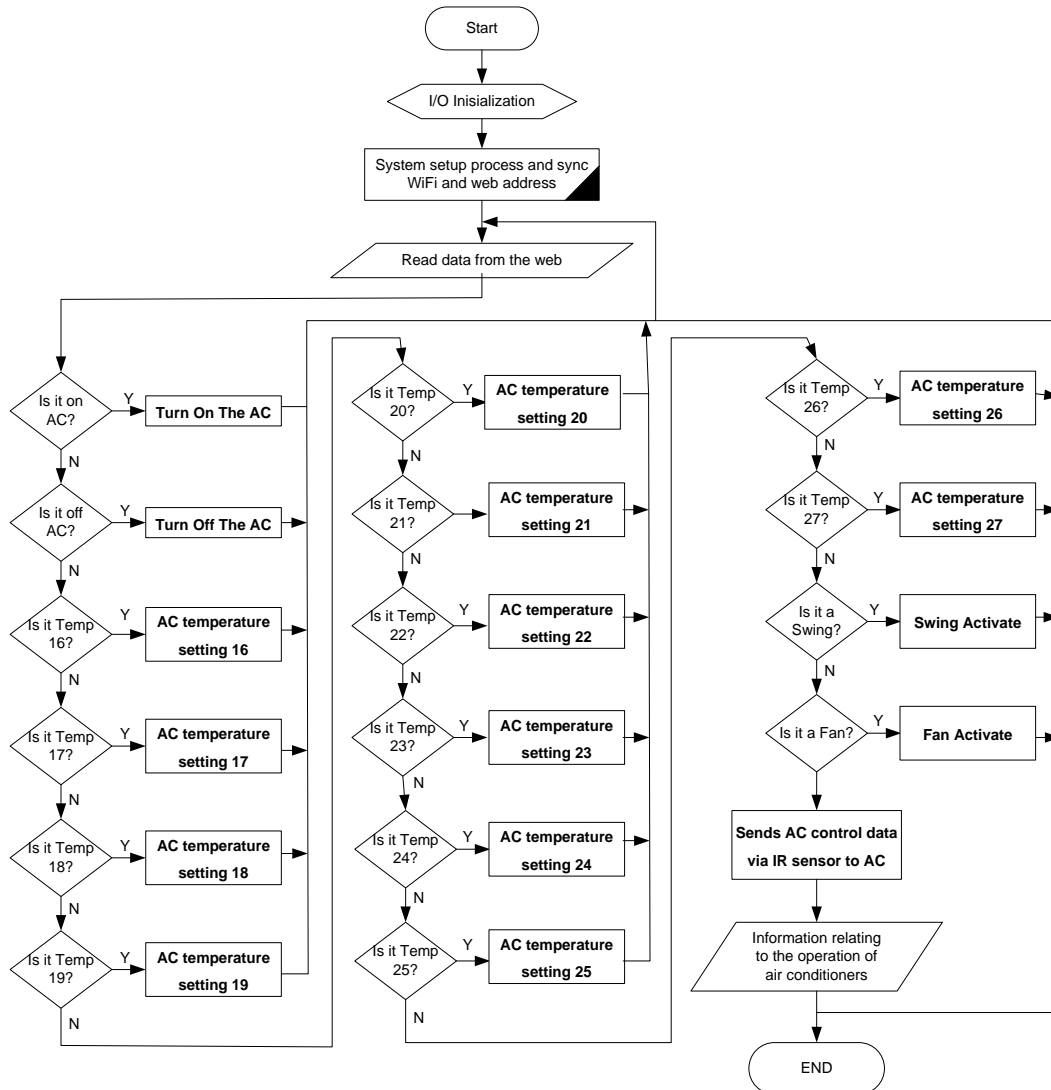 Start
I/O Inisialization
System setup process and sync
WiFi and web address
Read data from the web
Is it on
AC?
Y
Turn On The AC
N
Is it off
AC?
Y
Turn Off The AC
N
Is it Temp
16?
Y
AC temperature
setting 16
N
Is it Temp
17?
Y
AC temperature
setting 17
N
Is it Temp
18?
Y
AC temperature
setting 18
N
Is it Temp
19?
Y
AC temperature
setting 19
N
Is it Temp
20?
Y
AC temperature
setting 20
N
Is it Temp
21?
AC temperature
setting 21
N
Is it Temp
22?
Y
AC temperature
setting 22
N
Is it Temp
23?
Y
AC temperature
setting 23
N
Is it Temp
24?
Y
AC temperature
setting 24
N
Is it Temp
25?
Y
AC temperature
setting 25
N
Is it Temp
26?
Y
AC temperature
setting 26
N
Is it Temp
27?
Y
AC temperature
setting 27
N
Is it a
Swing?
Y
Swing Activate
N
Is it a Fan?
Y
Fan Activate
Sends AC control data
via IR sensor to AC
Information relating
to the operation of
air conditioners
END